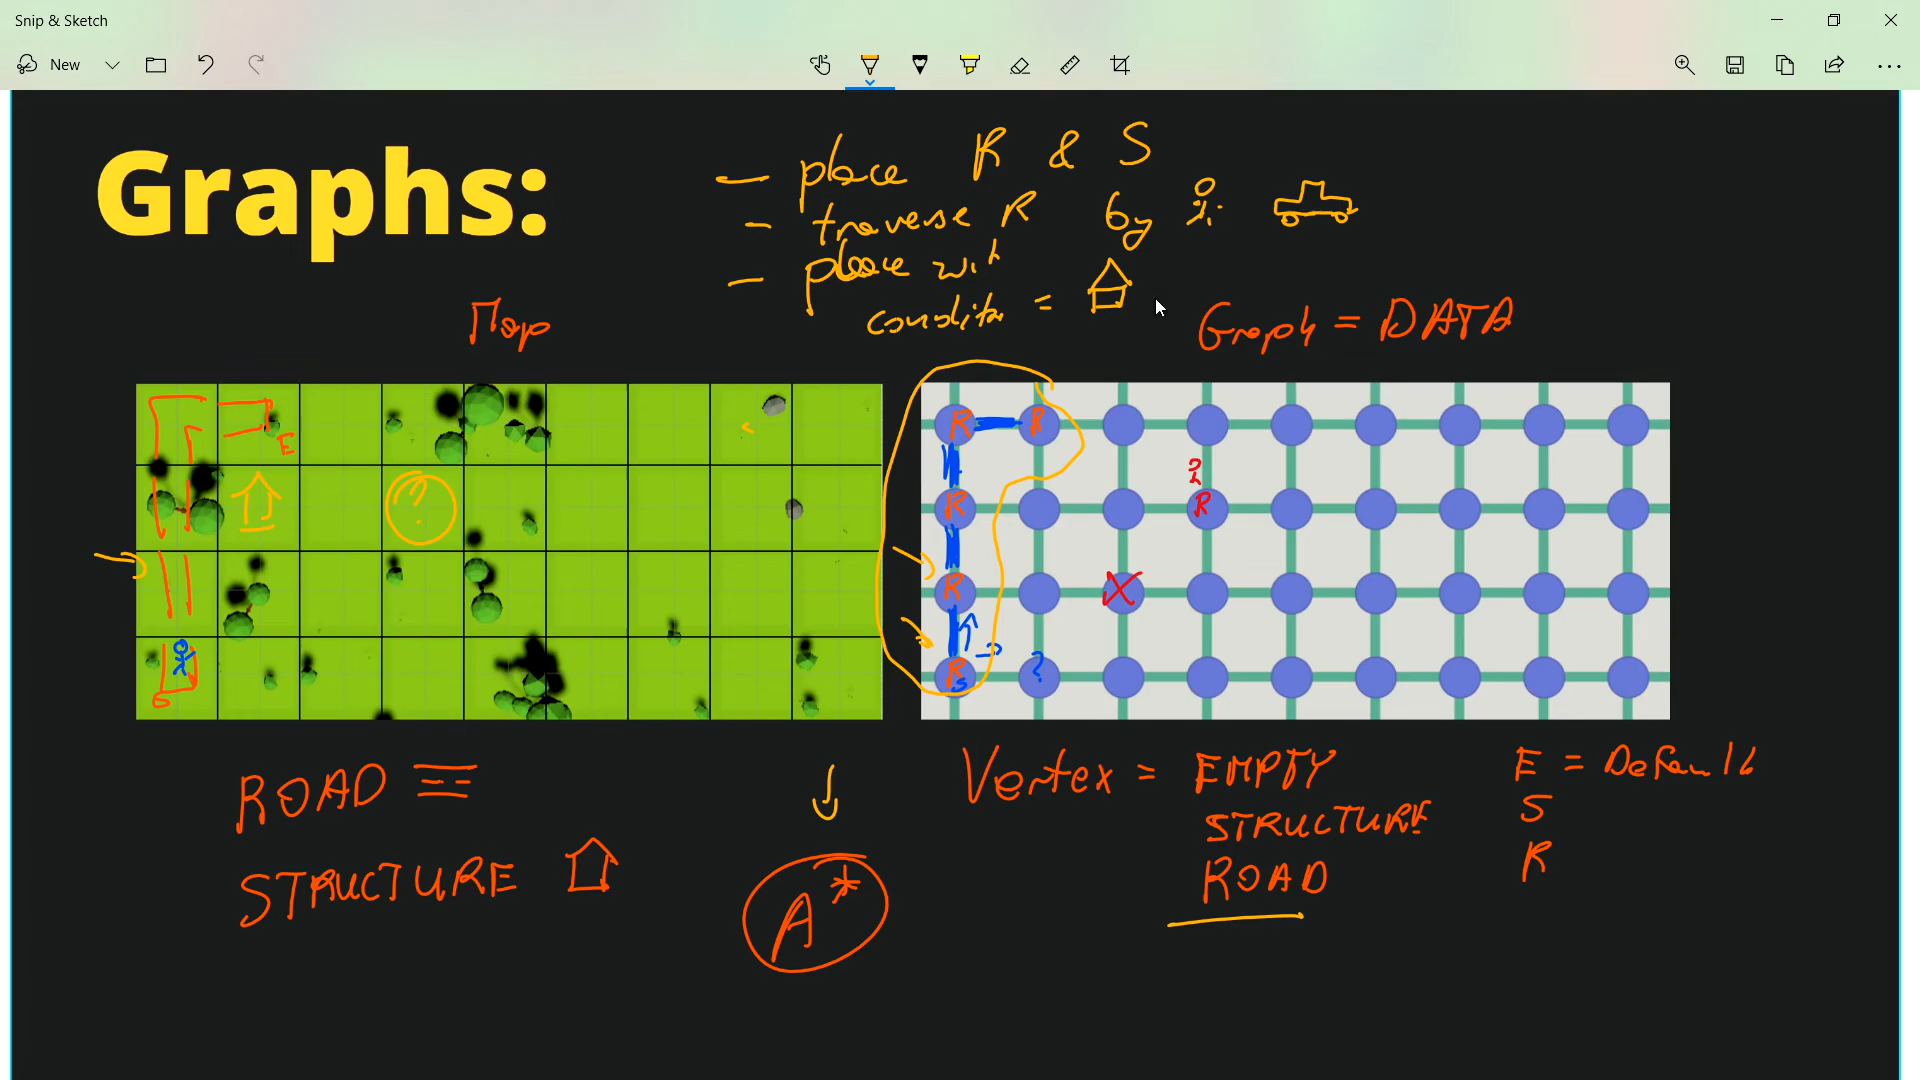 Snip & Sketch
New
Graphs:
- place R & S
- traverse R by
- place with
condition =
Map
Graph = DATA
E
?
R R
R
2
R
R
X
R
S
?
ROAD
STRUCTURE
A*
Vertex = EMPTY
STRUCTURE
ROAD
E = Default
S
R